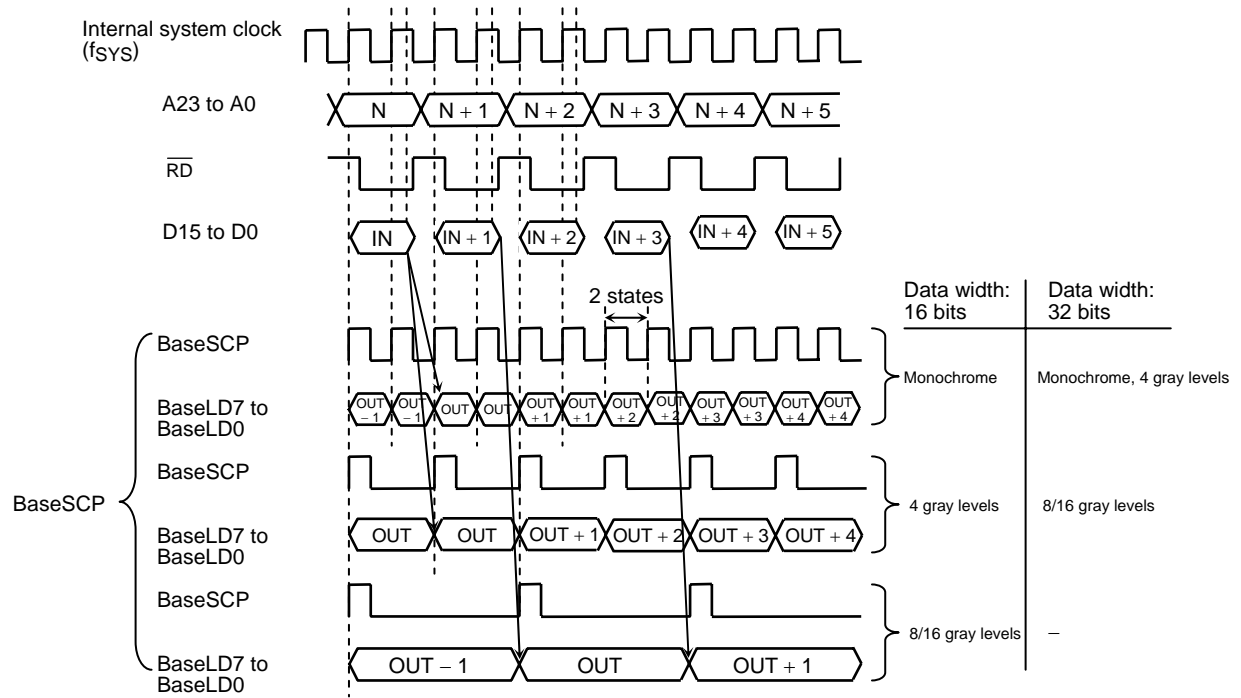 Internal system clock
(fSYS)
A23 to A0
N
N + 1
N + 2
N + 3
N + 4
N + 5
RD
D15 to D0
IN
IN + 1
IN + 2
IN + 3
IN + 4
IN + 5
2 states
Data width:
16 bits
Data width:
32 bits
BaseSCP
BaseSCP
Monochrome
Monochrome, 4 gray levels
BaseLD7 to
BaseLD0
OUT
− 1
OUT
− 1
OUT
OUT
OUT
+ 1
OUT
+ 1
OUT
+ 2
OUT
+ 2
OUT
+ 3
OUT
+ 3
OUT
+ 4
OUT
+ 4
BaseSCP
4 gray levels
8/16 gray levels
BaseLD7 to
BaseLD0
OUT
OUT
OUT + 1
OUT + 2
OUT + 3
OUT + 4
BaseSCP
8/16 gray levels
−
BaseLD7 to
BaseLD0
OUT − 1
OUT
OUT + 1